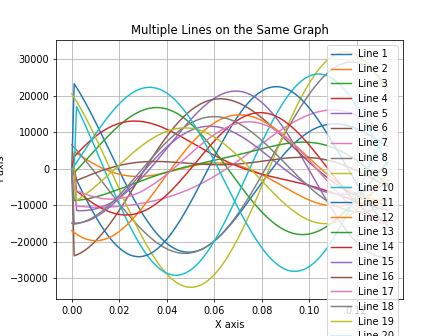 Multiple Lines on the Same Graph
30000
20000
10000
0
−10000
−20000
−30000
0.00
0.02
0.04
0.06
0.08
0.10
X axis
Line 1
Line 2
Line 3
Line 4
Line 5
Line 6
Line 7
Line 8
Line 9
Line 10
Line 11
Line 12
Line 13
Line 14
Line 15
Line 16
Line 17
Line 18
Line 19
Line 20